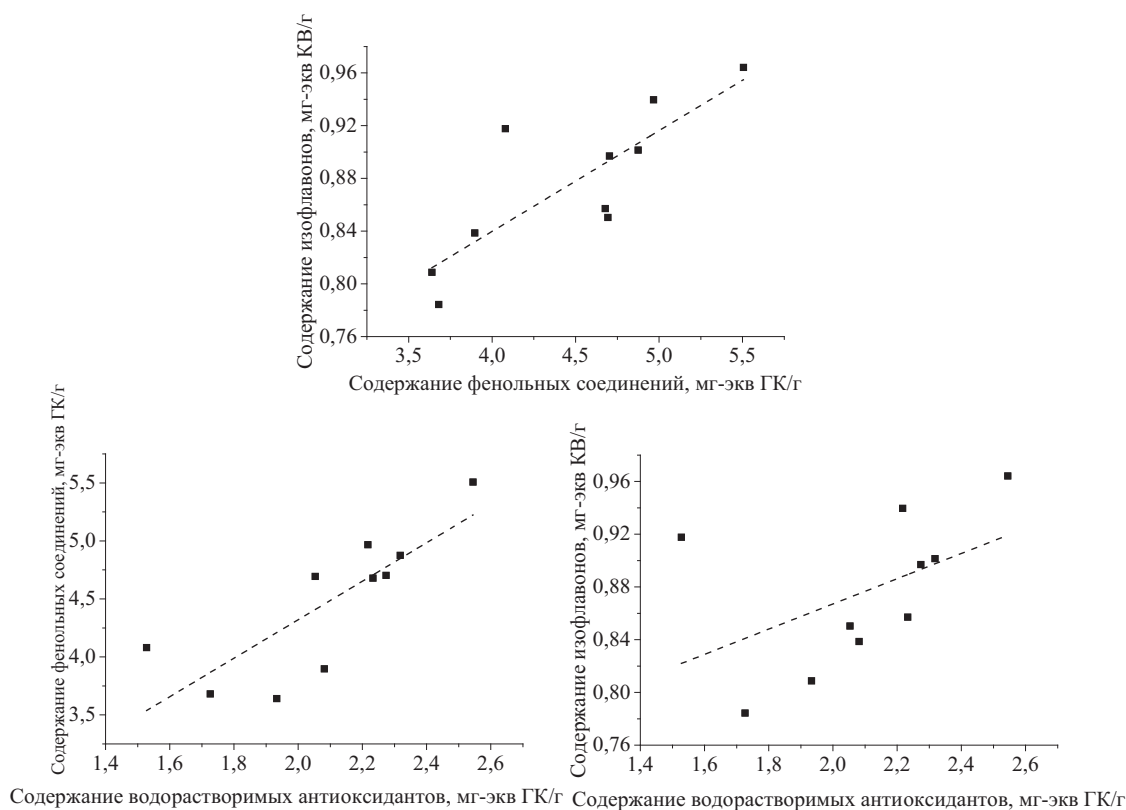 Содержание изофлавонов, мг-экв КВ/г
0,96
0,92
0,88
0,84
0,80
0,76
3,5 4,0 4,5 5,0 5,5
Содержание фенольных соединений, мг-экв ГК/г
Содержание фенольных соединений, мг-экв ГК/г
5,5
5,0
4,5
4,0
3,5
1,4 1,6 1,8 2,0 2,2 2,4 2,6
Содержание водорастворимых антиоксидантов, мг-экв ГК/г
Содержание изофлавонов, мг-экв КВ/г
0,96
0,92
0,88
0,84
0,80
0,76
1,4 1,6 1,8 2,0 2,2 2,4 2,6
Содержание водорастворимых антиоксидантов, мг-экв ГК/г